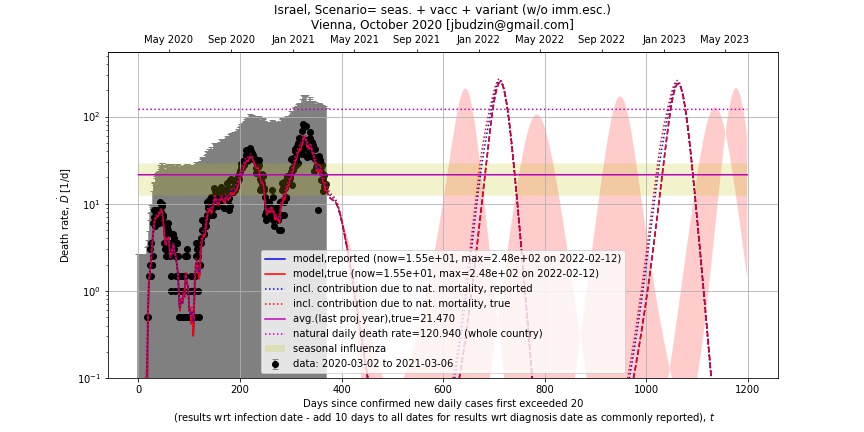 Israel, Scenario= seas. + vacc + variant (w/o imm.esc.)
Vienna, October 2020 [jbudzin@gmail.com]
May 2020 Sep 2020 Jan 2021 May 2021 Sep 2021 Jan 2022 May 2022 Sep 2022 Jan 2023 May 2023
Death rate, D [1/d]
10²
10¹
10⁰
10⁻¹
model,reported (now=1.55e+01, max=2.48e+02 on 2022-02-12)
model,true (now=1.55e+01, max=2.48e+02 on 2022-02-12)
incl. contribution due to nat. mortality, reported
incl. contribution due to nat. mortality, true
avg.(last proj.year),true=21.470
natural daily death rate=120.940 (whole country)
seasonal influenza
data: 2020-03-02 to 2021-03-06
0 200 400 600 800 1000 1200
Days since confirmed new daily cases first exceeded 20
(results wrt infection date - add 10 days to all dates for results wrt diagnosis date as commonly reported), t